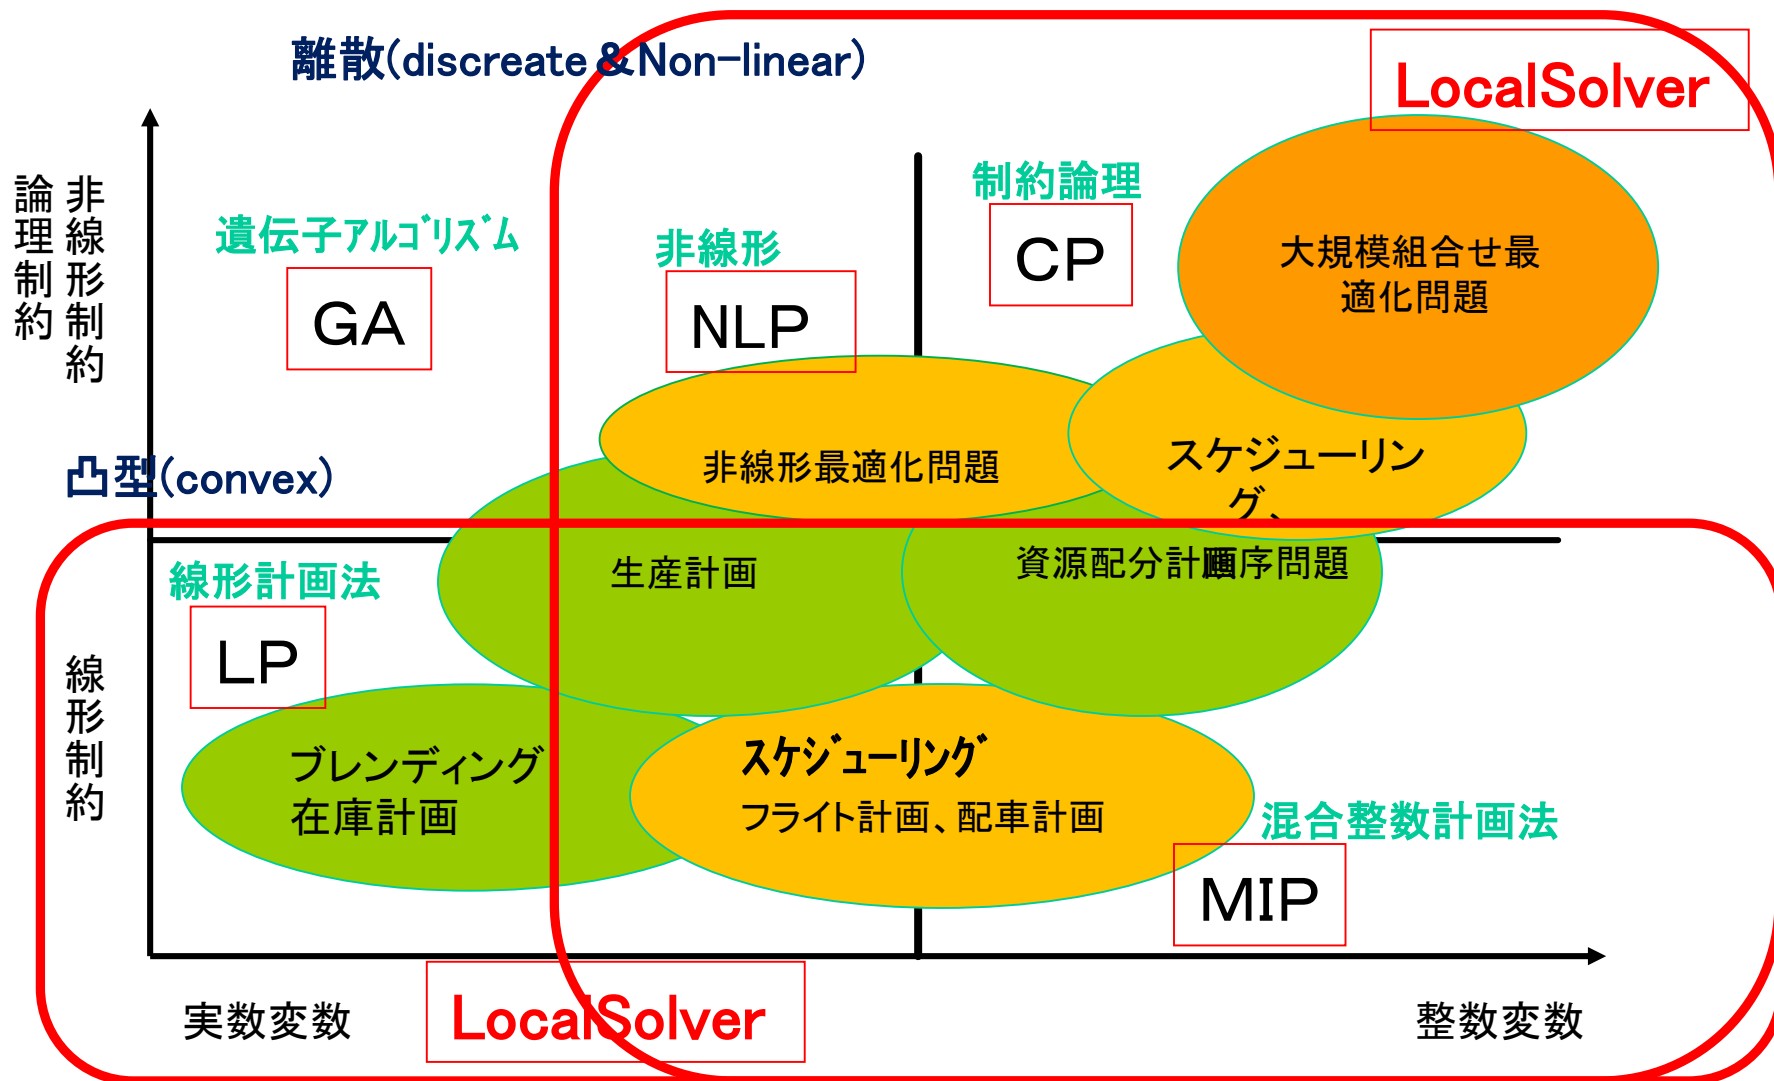 離散(discreate＆Non-linear)
LocalSolver
非線形制約
論理制約
遺伝子ｱﾙｺﾞﾘｽﾞﾑ
GA
非線形
NLP
制約論理
CP
大規模組合せ最
適化問題
凸型(convex)
非線形最適化問題
スケジューリン
グ、
線形計画法
LP
生産計画
資源配分計画
順序問題
線形制約
ブレンディング
在庫計画
ｽｹｼﾞｭｰﾘﾝｸﾞ
フライト計画、配車計画
混合整数計画法
MIP
実数変数
LocalSolver
整数変数